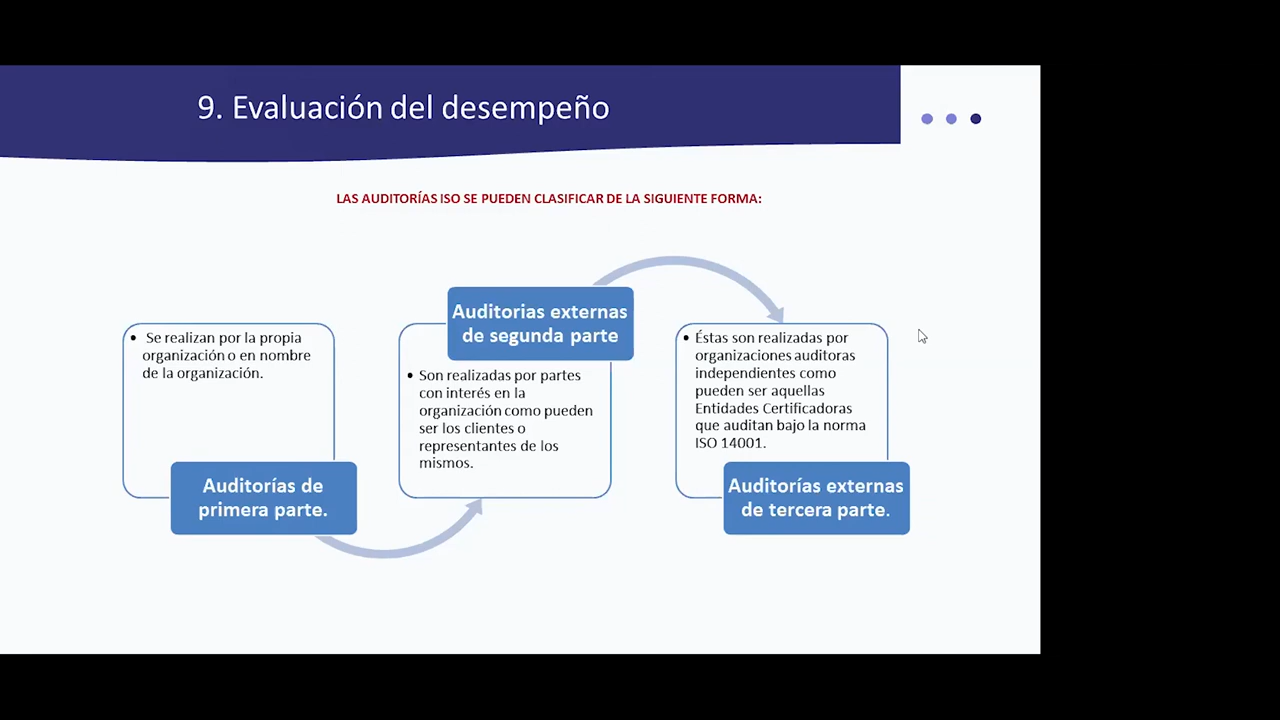 9. Evaluación del desempeño
LAS AUDITORÍAS ISO SE PUEDEN CLASIFICAR DE LA SIGUIENTE FORMA:
• Se realizan por la propia
organización o en nombre
de la organización.
Auditorías de
primera parte.
Auditorias externas
de segunda parte
• Son realizadas por partes
con interés en la
organización como pueden
ser los clientes o
representantes de los
mismos.
• Éstas son realizadas por
organizaciones auditoras
independientes como
pueden ser aquellas
Entidades Certificadoras
que auditan bajo la norma
ISO 14001.
Auditorías externas
de tercera parte.